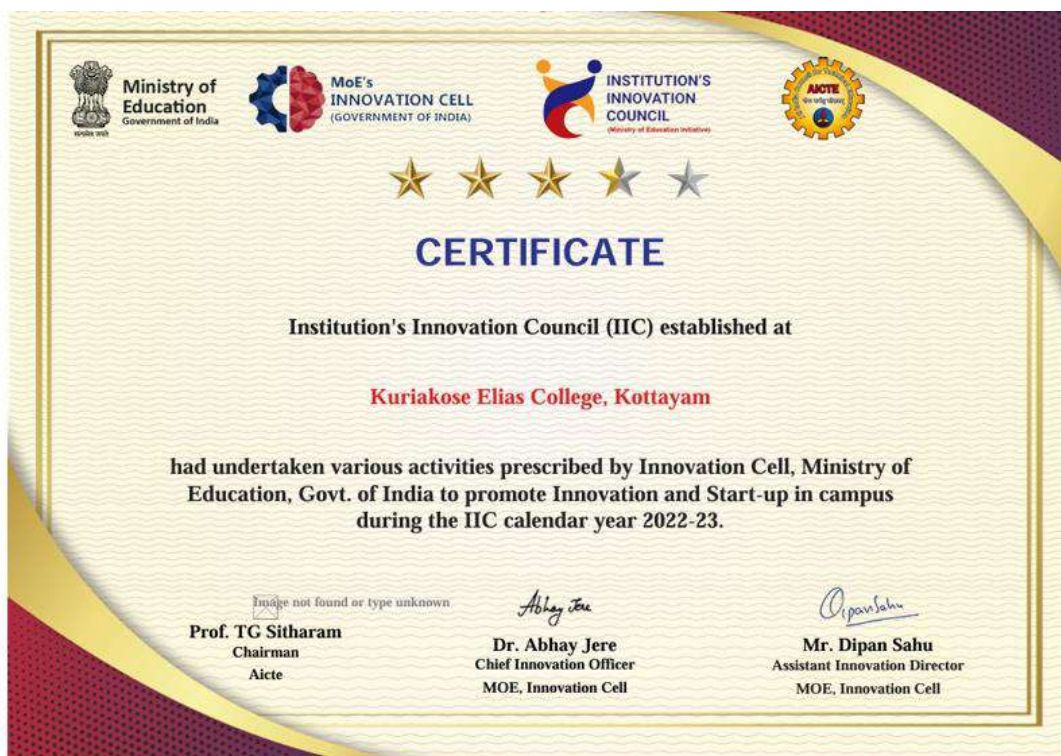 Ministry of
Education
Government of India
सत्यमेव जयते
MoE's
INNOVATION CELL
(GOVERNMENT OF INDIA)
INSTITUTION'S
INNOVATION
COUNCIL
(Ministry of Education Initiative)
AICTE
CERTIFICATE
Institution's Innovation Council (IIC) established at
Kuriakose Elias College, Kottayam
had undertaken various activities prescribed by Innovation Cell, Ministry of
Education, Govt. of India to promote Innovation and Start-up in campus
during the IIC calendar year 2022-23.
Image not found or type unknown
Prof. TG Sitharam
Chairman
Aicte
Abhay Jere
Dr. Abhay Jere
Chief Innovation Officer
MOE, Innovation Cell
Dipan Sahu
Mr. Dipan Sahu
Assistant Innovation Director
MOE, Innovation Cell